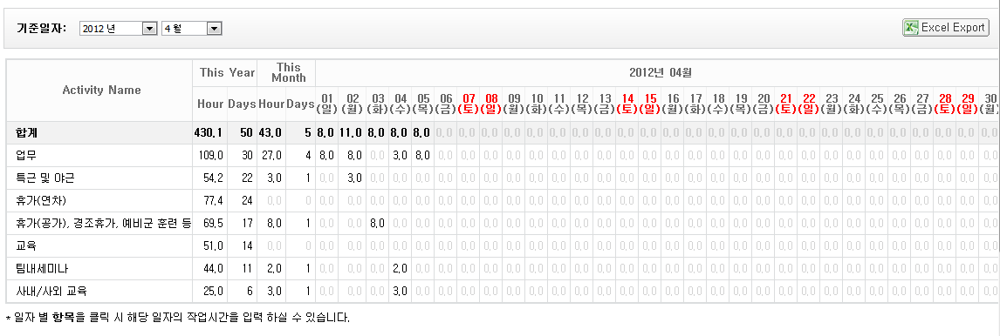 기준일자: 2012 년 4 월 Excel Export
Activity Name This Year This Month 2012년 04월
Hour Days Hour Days 01 (일) 02 (월) 03 (화) 04 (수) 05 (목) 06 (금) 07 (토) 08 (일) 09 (월) 10 (화) 11 (수) 12 (목) 13 (금) 14 (토) 15 (일) 16 (월) 17 (화) 18 (수) 19 (목) 20 (금) 21 (토) 22 (일) 23 (월) 24 (화) 25 (수) 26 (목) 27 (금) 28 (토) 29 (일) 30 (월)
합계 430.1 50 43.0 5 8.0 11.0 8.0 8.0 8.0 0.0 0.0 0.0 0.0 0.0 0.0 0.0 0.0 0.0 0.0 0.0 0.0 0.0 0.0 0.0 0.0 0.0 0.0 0.0 0.0 0.0 0.0 0.0 0.0 0.0
업무 109.0 30 27.0 4 8.0 8.0 0.0 3.0 8.0 0.0 0.0 0.0 0.0 0.0 0.0 0.0 0.0 0.0 0.0 0.0 0.0 0.0 0.0 0.0 0.0 0.0 0.0 0.0 0.0 0.0 0.0 0.0 0.0 0.0
특근 및 야근 54.2 22 3.0 1 0.0 3.0 0.0 0.0 0.0 0.0 0.0 0.0 0.0 0.0 0.0 0.0 0.0 0.0 0.0 0.0 0.0 0.0 0.0 0.0 0.0 0.0 0.0 0.0 0.0 0.0 0.0 0.0 0.0 0.0
휴가(연차) 77.4 24 0.0 0 0.0 0.0 0.0 0.0 0.0 0.0 0.0 0.0 0.0 0.0 0.0 0.0 0.0 0.0 0.0 0.0 0.0 0.0 0.0 0.0 0.0 0.0 0.0 0.0 0.0 0.0 0.0 0.0 0.0 0.0
휴가(공가), 경조휴가, 예비군 훈련 등 69.5 17 8.0 1 0.0 0.0 8.0 0.0 0.0 0.0 0.0 0.0 0.0 0.0 0.0 0.0 0.0 0.0 0.0 0.0 0.0 0.0 0.0 0.0 0.0 0.0 0.0 0.0 0.0 0.0 0.0 0.0 0.0 0.0
교육 51.0 14 0.0 0 0.0 0.0 0.0 0.0 0.0 0.0 0.0 0.0 0.0 0.0 0.0 0.0 0.0 0.0 0.0 0.0 0.0 0.0 0.0 0.0 0.0 0.0 0.0 0.0 0.0 0.0 0.0 0.0 0.0 0.0
팀내세미나 44.0 11 2.0 1 0.0 0.0 0.0 2.0 0.0 0.0 0.0 0.0 0.0 0.0 0.0 0.0 0.0 0.0 0.0 0.0 0.0 0.0 0.0 0.0 0.0 0.0 0.0 0.0 0.0 0.0 0.0 0.0 0.0 0.0
사내/사외 교육 25.0 6 3.0 1 0.0 0.0 0.0 3.0 0.0 0.0 0.0 0.0 0.0 0.0 0.0 0.0 0.0 0.0 0.0 0.0 0.0 0.0 0.0 0.0 0.0 0.0 0.0 0.0 0.0 0.0 0.0 0.0 0.0 0.0
* 일자 별 항목을 클릭 시 해당 일자의 작업시간을 입력 하실 수 있습니다.